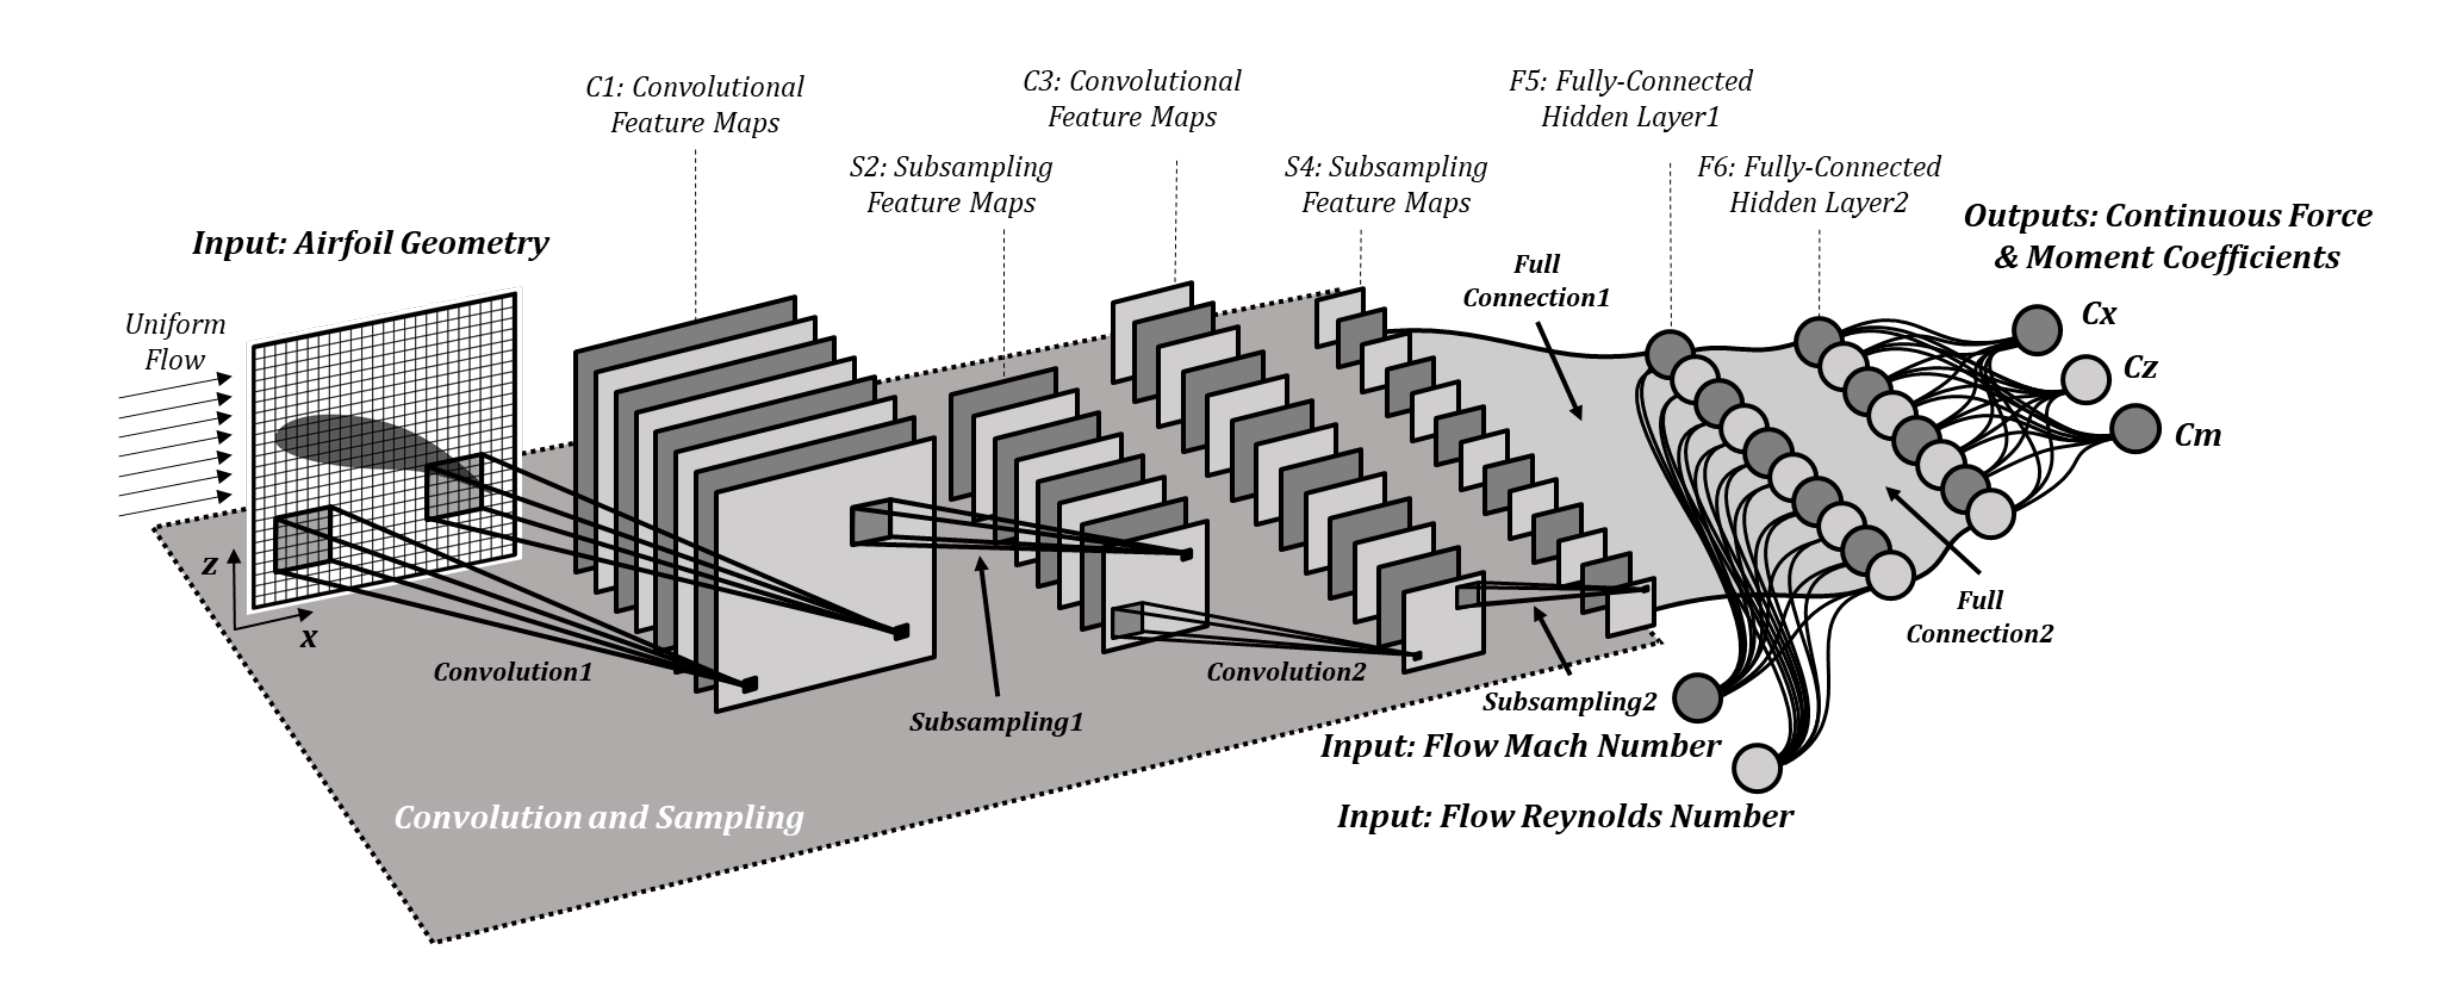 C1: Convolutional
Feature Maps
C3: Convolutional
Feature Maps
F5: Fully-Connected
Hidden Layer1
S2: Subsampling
Feature Maps
S4: Subsampling
Feature Maps
F6: Fully-Connected
Hidden Layer2
Outputs: Continuous Force
& Moment Coefficients
Input: Airfoil Geometry
Full
Connection1
Uniform
Flow
Cx
Cz
Cm
z
x
Convolution1
Subsampling1
Convolution2
Subsampling2
Full
Connection2
Input: Flow Mach Number
Input: Flow Reynolds Number
Convolution and Sampling